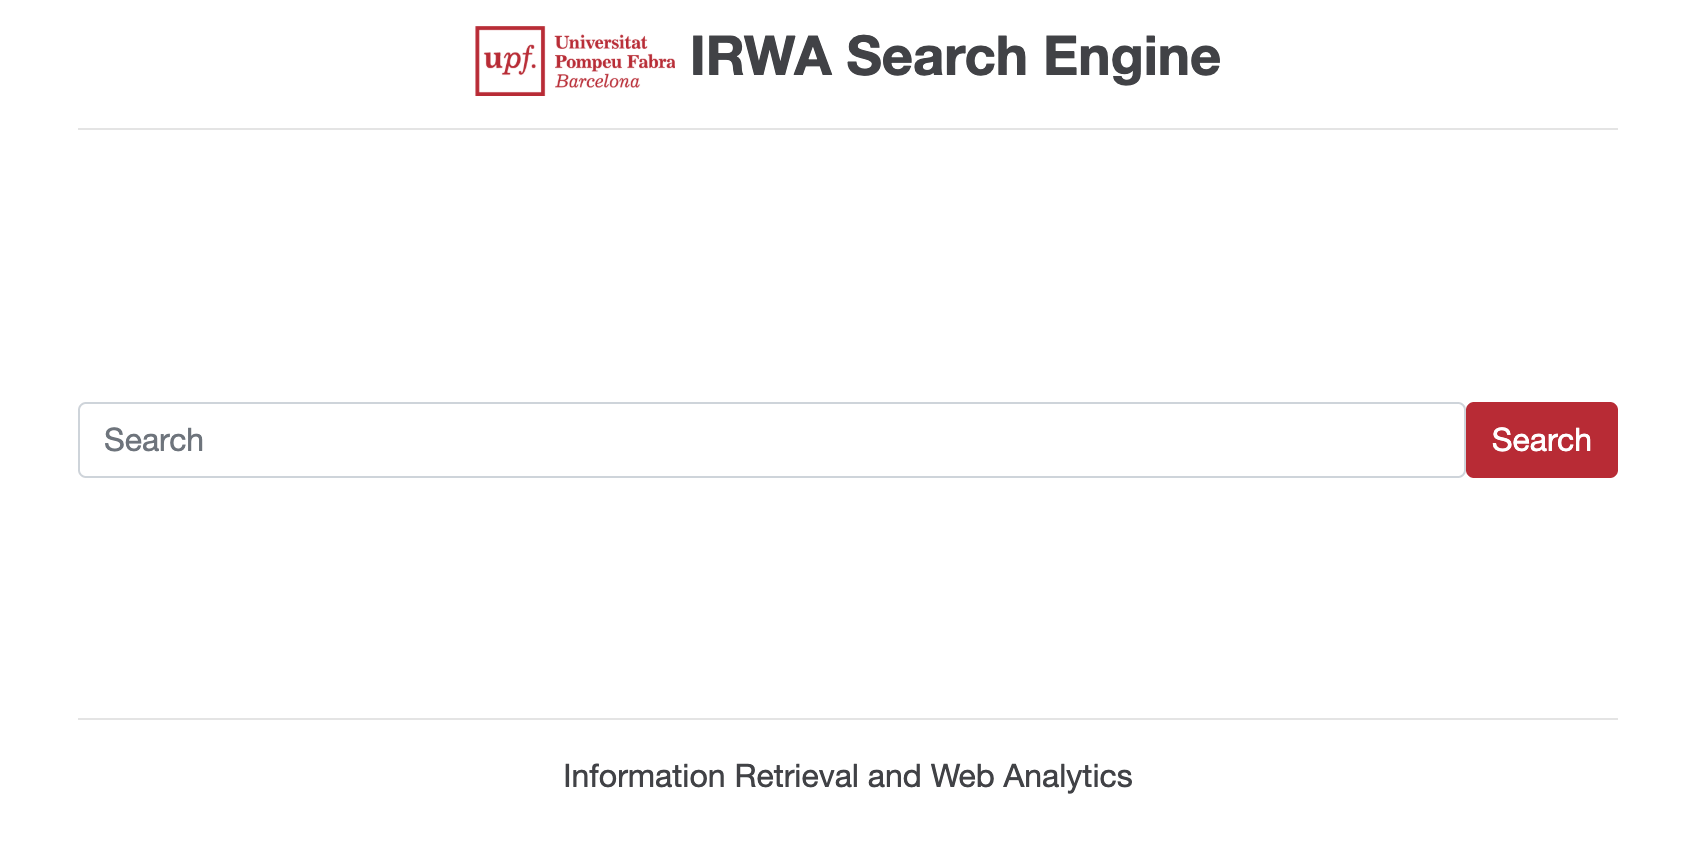 upf.
Universitat
Pompeu Fabra
Barcelona
IRWA Search Engine
Search
Search
Information Retrieval and Web Analytics